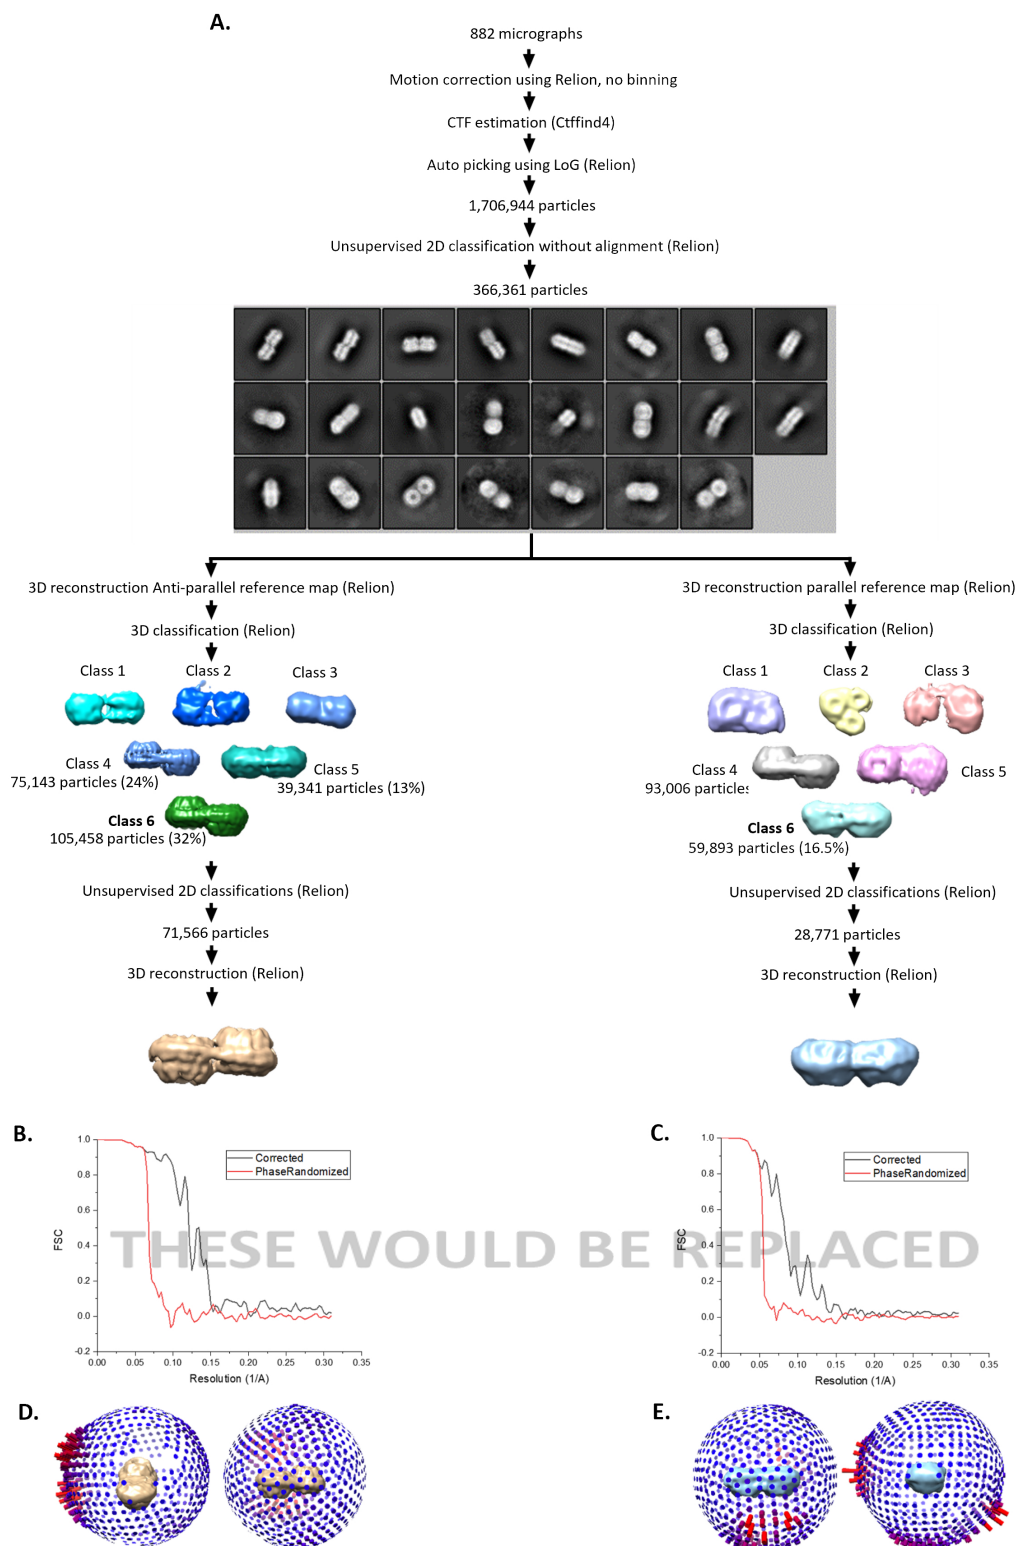 A.
882 micrographs
Motion correction using Relion, no binning
CTF estimation (Ctffind4)
Auto picking using LoG (Relion)
1,706,944 particles
Unsupervised 2D classification without alignment (Relion)
366,361 particles
3D reconstruction Anti-parallel reference map (Relion)
3D classification (Relion)
Class 1
Class 2
Class 3
Class 4
75,143 particles (24%)
Class 5
39,341 particles (13%)
Class 6
105,458 particles (32%)
Unsupervised 2D classifications (Relion)
71,566 particles
3D reconstruction (Relion)
3D reconstruction parallel reference map (Relion)
3D classification (Relion)
Class 1
Class 2
Class 3
Class 4
93,006 particles
Class 5
Class 6
59,893 particles (16.5%)
Unsupervised 2D classifications (Relion)
28,771 particles
3D reconstruction (Relion)
B.
1.0
0.8
0.6
0.4
0.2
0.0
-0.2
FSC
Corrected
PhaseRandomized
0.00 0.05 0.10 0.15 0.20 0.25 0.30 0.35
Resolution (1/A)
C.
1.0
0.8
0.6
0.4
0.2
0.0
-0.2
FSC
Corrected
PhaseRandomized
0.00 0.05 0.10 0.15 0.20 0.25 0.30 0.35
Resolution (1/A)
THESE WOULD BE REPLACED
D.
E.